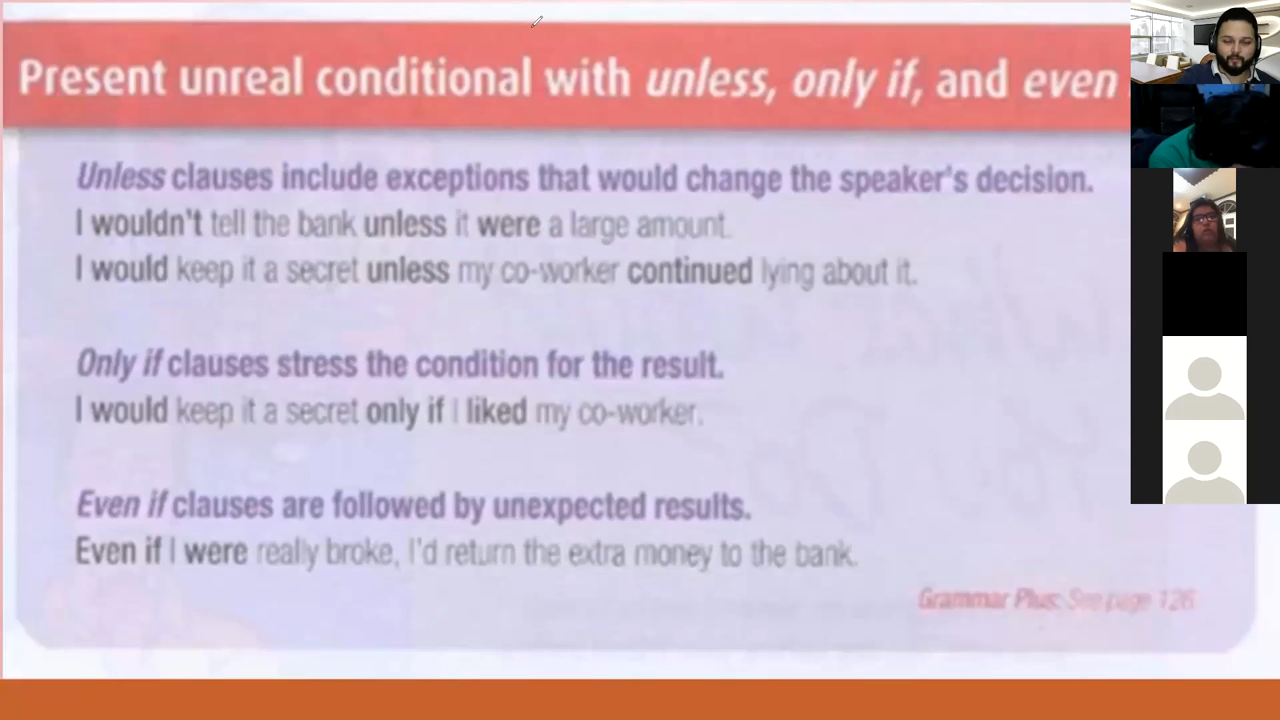 Present unreal conditional with unless, only if, and even
Unless clauses include exceptions that would change the speaker's decision.
I wouldn't tell the bank unless it were a large amount.
I would keep it a secret unless my co-worker continued lying about it.
Only if clauses stress the condition for the result.
I would keep it a secret only if I liked my co-worker.
Even if clauses are followed by unexpected results.
Even if I were really broke, I'd return the extra money to the bank.
Grammar Plus: See page 126